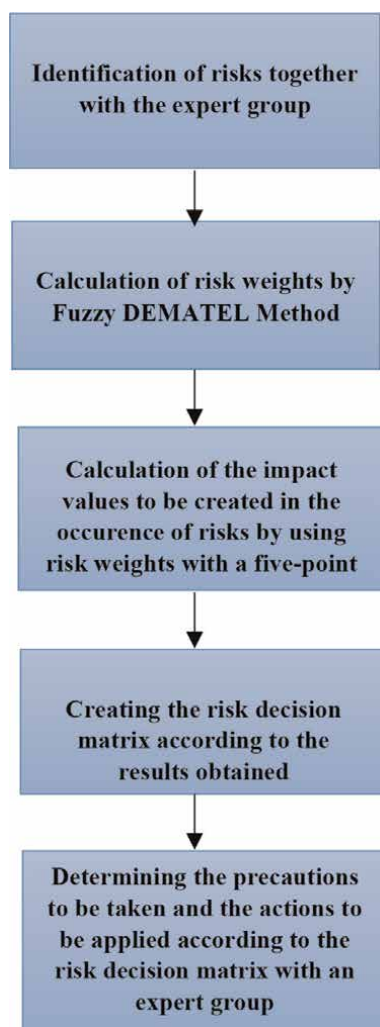 Identification of risks together
with the expert group
Calculation of risk weights by
Fuzzy DEMATEL Method
Calculation of the impact
values to be created in the
occurence of risks by using
risk weights with a five-point
Creating the risk decision
matrix according to the
results obtained
Determining the precautions
to be taken and the actions to
be applied according to the
risk decision matrix with an
expert group